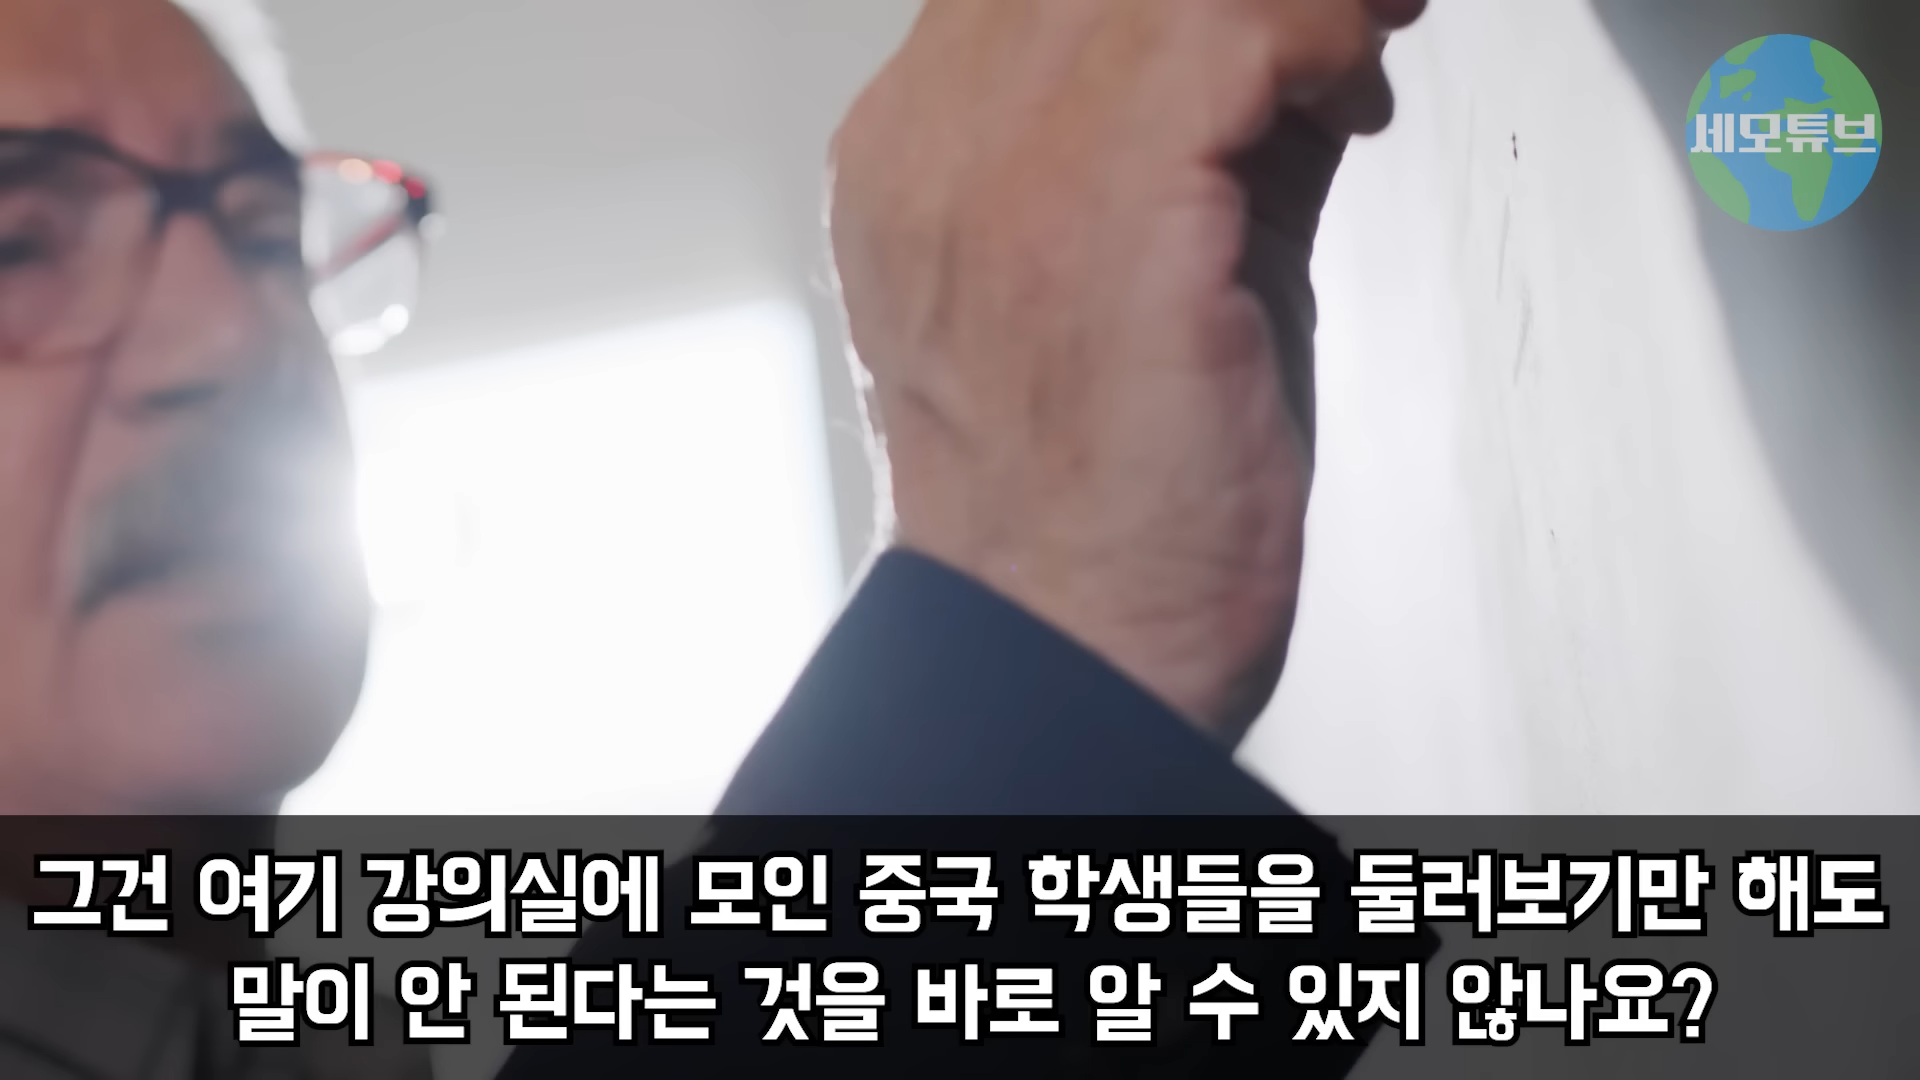 세모튜브
그건 여기 강의실에 모인 중국 학생들을 둘러보기만 해도
말이 안 된다는 것을 바로 알 수 있지 않나요?